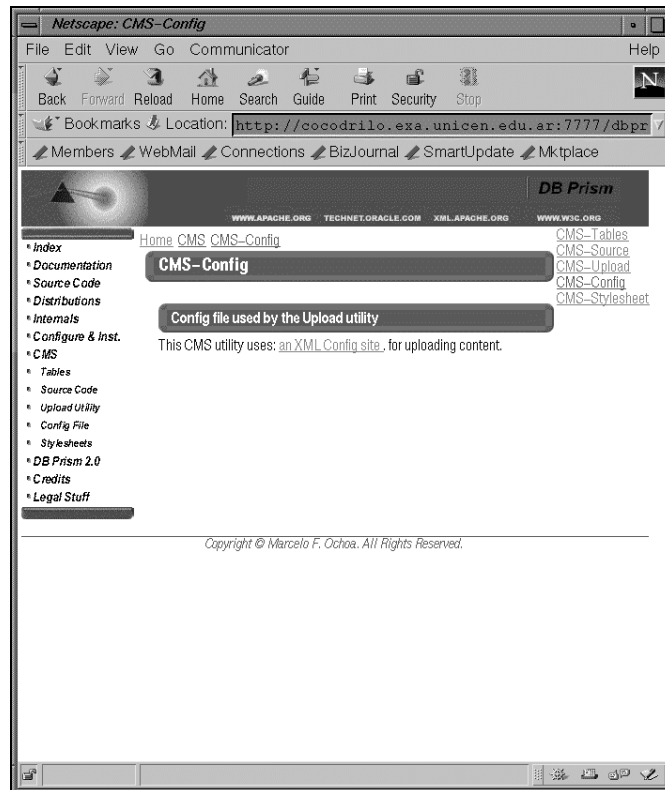 Netscape: CMS-Config
File Edit View Go Communicator Help
Back Forward Reload Home Search Guide Print Security Stop
N
Bookmarks Location: http://cocodrilo.exa.unicen.edu.ar:7777/dbpr
Members WebMail Connections BizJournal SmartUpdate Mktplace
DB Prism
WWW.APACHE.ORG TECHNET.ORACLE.COM XML.APACHE.ORG WWW.W3C.ORG
Index
Documentation
Source Code
Distributions
Internals
Configure & Inst.
CMS
Tables
Source Code
Upload Utility
Config File
Stylesheets
DB Prism 2.0
Credits
Legal Stuff
Home CMS CMS-Config
CMS-Config
Config file used by the Upload utility
This CMS utility uses: an XML Config site , for uploading content.
CMS-Tables
CMS-Source
CMS-Upload
CMS-Config
CMS-Stylesheet
Copyright © Marcelo F. Ochoa. All Rights Reserved.